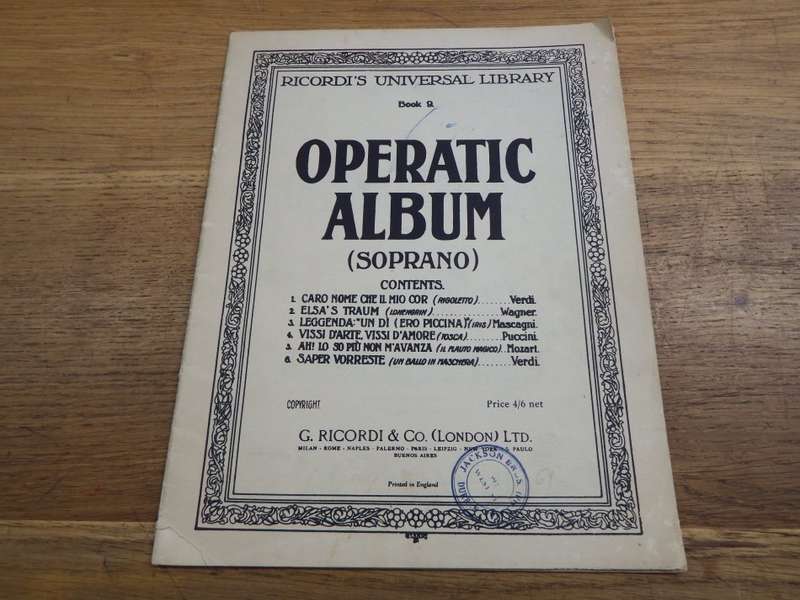 RICORDI'S UNIVERSAL LIBRARY
Book 9.
OPERATIC
ALBUM
(SOPRANO)
CONTENTS.
1. CARO NOME CHE IL MIO COR (RIGOLETTO)....... Verdi.
2. ELSA'S TRAUM (LOHENGRIN)............. Wagner.
3. LEGGENDA: "UN DÌ (ERO PICCINA)" (IRIS) Mascagni.
4. VISSI D'ARTE, VISSI D'AMORE (TOSCA)....... Puccini.
5. AH! LO SO PIÙ NON M'AVANZA (IL FLAUTO MAGICO).. Mozart.
6. SAPER VORRESTE (UN BALLO IN MASCHERA)...... Verdi.
COPYRIGHT
Price 4/6 net
G. RICORDI & CO. (LONDON) LTD.
MILAN - ROME - NAPLES - PALERMO - PARIS - LEIPZIG - NEW YORK - S. PAULO
BUENOS AIRES
JACKSON BROS.
Printed in England